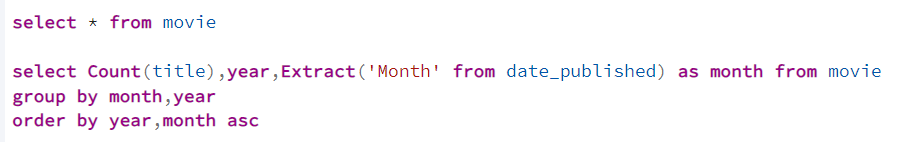 select * from movie
select Count(title),year,Extract('Month' from date_published) as month from movie
group by month,year
order by year,month asc